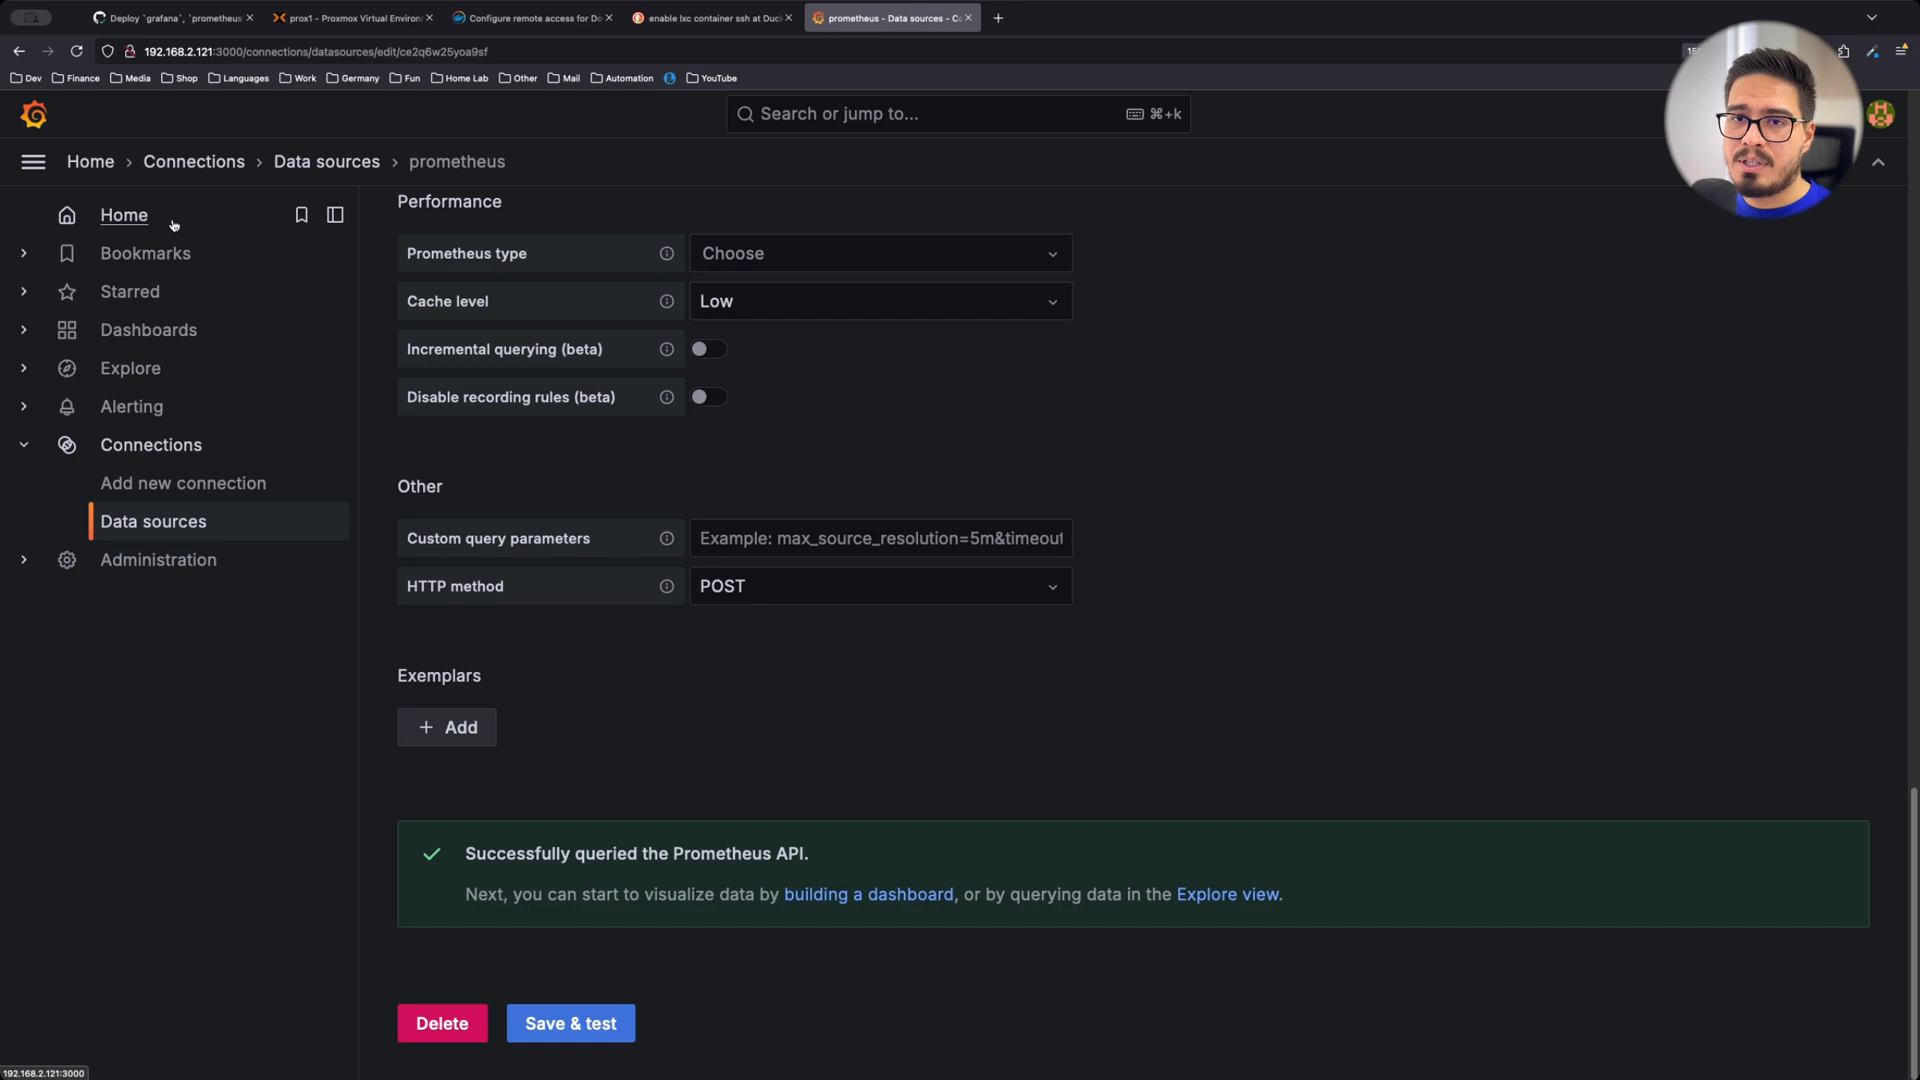 Deploy `grafana`, `prometheus
prox1 - Proxmox Virtual Environ
Configure remote access for Do
enable lxc container ssh at Duck
prometheus - Data sources - Co
192.168.2.121:3000/connections/datasources/edit/ce2q6w25yoa9sf
Dev
Finance
Media
Shop
Languages
Work
Germany
Fun
Home Lab
Other
Mail
Automation
YouTube
Search or jump to...
⌘+k
Home › Connections › Data sources › prometheus
Home
Bookmarks
Starred
Dashboards
Explore
Alerting
Connections
Add new connection
Data sources
Administration
Performance
Prometheus type
Choose
Cache level
Low
Incremental querying (beta)
Disable recording rules (beta)
Other
Custom query parameters
Example: max_source_resolution=5m&timeout
HTTP method
POST
Exemplars
+ Add
Successfully queried the Prometheus API.
Next, you can start to visualize data by building a dashboard, or by querying data in the Explore view.
Delete
Save & test
192.168.2.121:3000